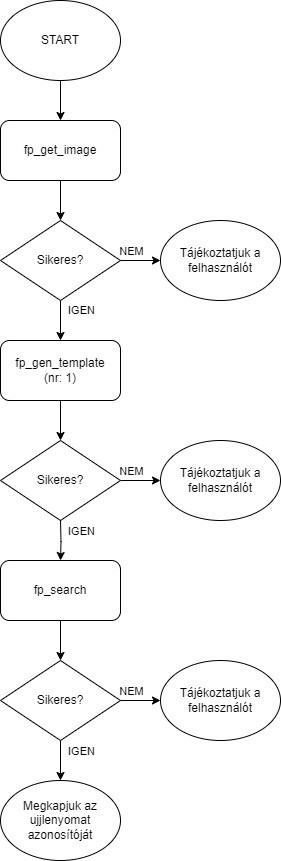 START
fp_get_image
Sikeres?
NEM
Tájékoztatjuk a
felhasználót
IGEN
fp_gen_template
(nr: 1)
Sikeres?
NEM
Tájékoztatjuk a
felhasználót
IGEN
fp_search
Sikeres?
NEM
Tájékoztatjuk a
felhasználót
IGEN
Megkapjuk az
ujjlenyomat
azonosítóját